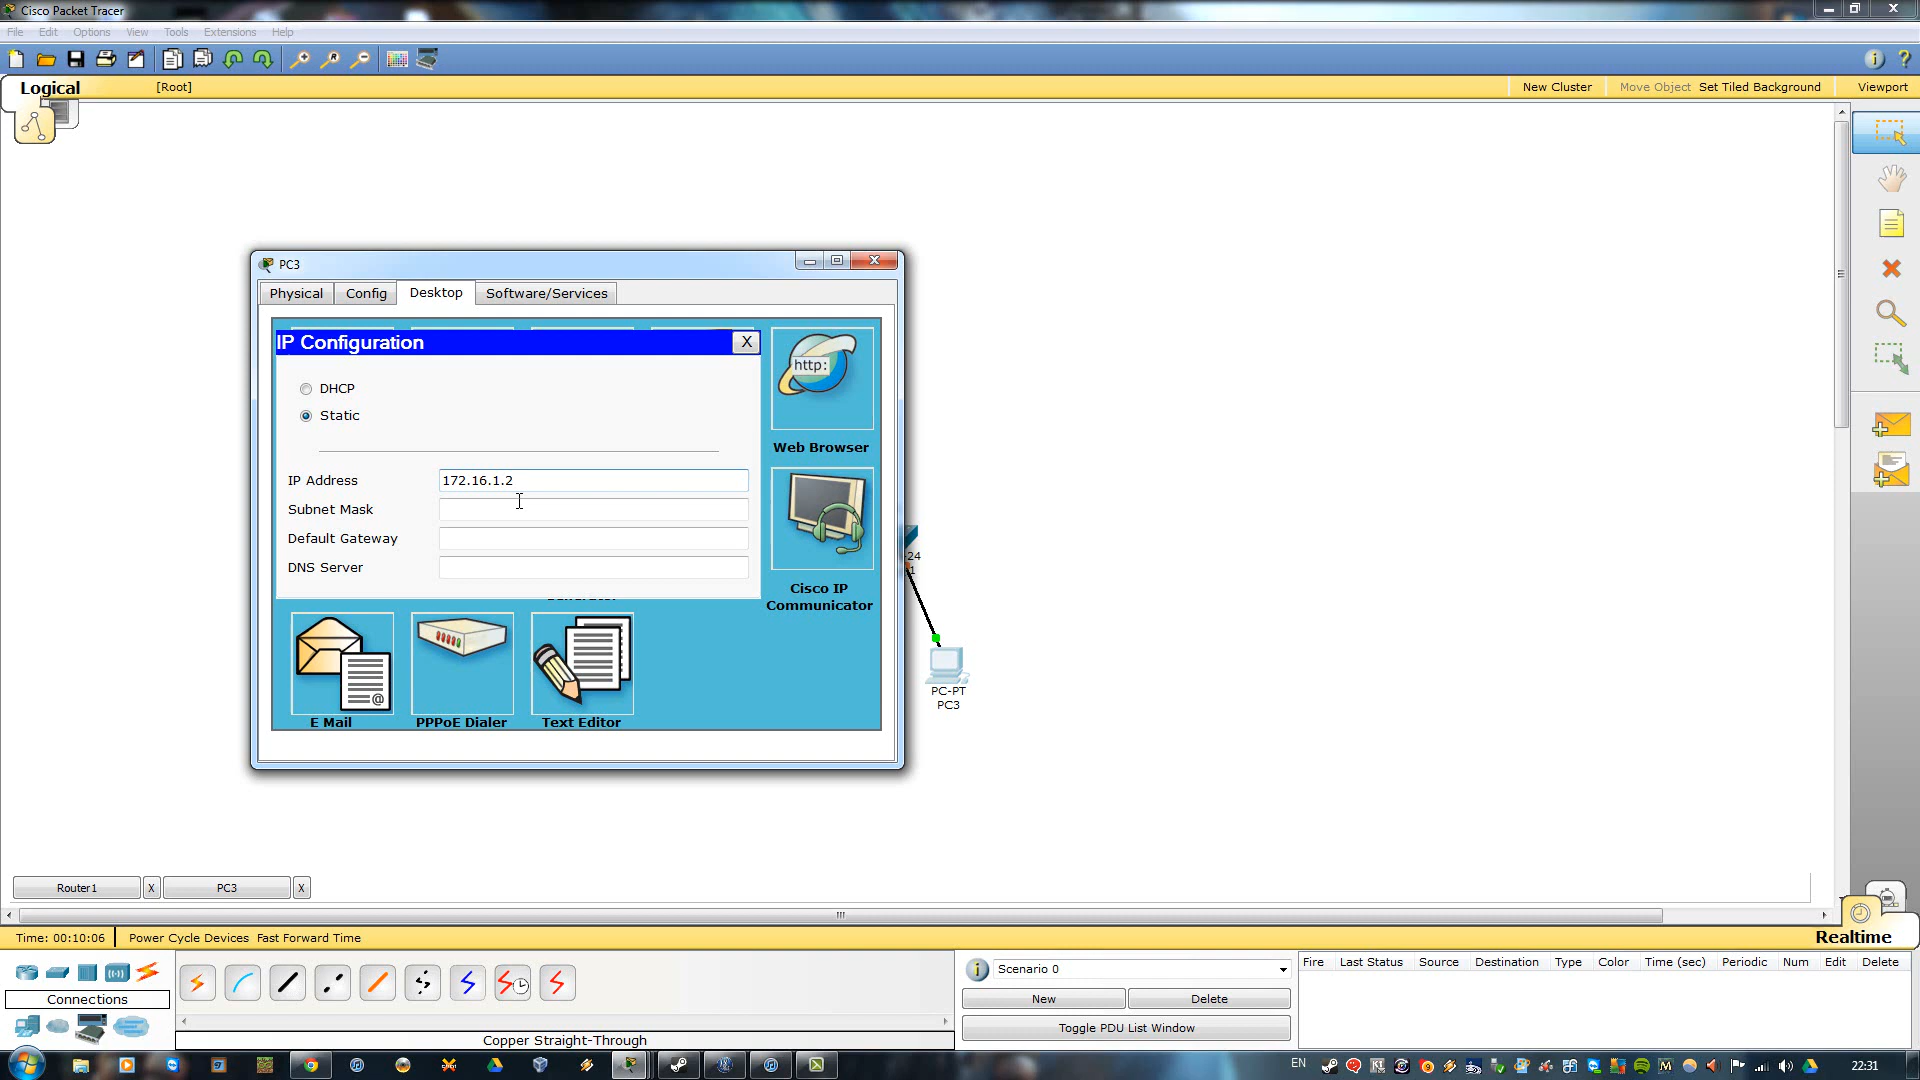 Cisco Packet Tracer
File Edit Options View Tools Extensions Help
Logical
[Root]
New Cluster
Move Object
Set Tiled Background
Viewport
PC3
Physical
Config
Desktop
Software/Services
IP Configuration
X
DHCP
Static
IP Address
172.16.1.2
Subnet Mask
Default Gateway
DNS Server
http:
Web Browser
Cisco IP
Communicator
E Mail
PPPoE Dialer
Text Editor
-24
1
PC-PT
PC3
Router1
X
PC3
X
Time: 00:10:06
Power Cycle Devices Fast Forward Time
Realtime
Connections
Copper Straight-Through
Scenario 0
New
Delete
Toggle PDU List Window
Fire Last Status Source Destination Type Color Time (sec) Periodic Num Edit Delete
EN
22:31